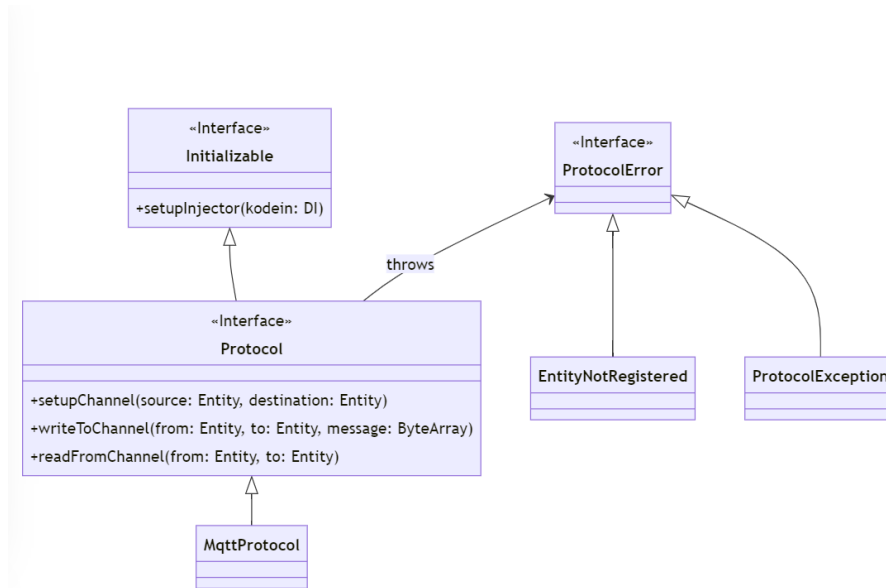 «Interface»
Initializable
+setupInjector(kodein: DI)
«Interface»
ProtocolError
throws
«Interface»
Protocol
+setupChannel(source: Entity, destination: Entity)
+writeToChannel(from: Entity, to: Entity, message: ByteArray)
+readFromChannel(from: Entity, to: Entity)
EntityNotRegistered
ProtocolException
MqttProtocol